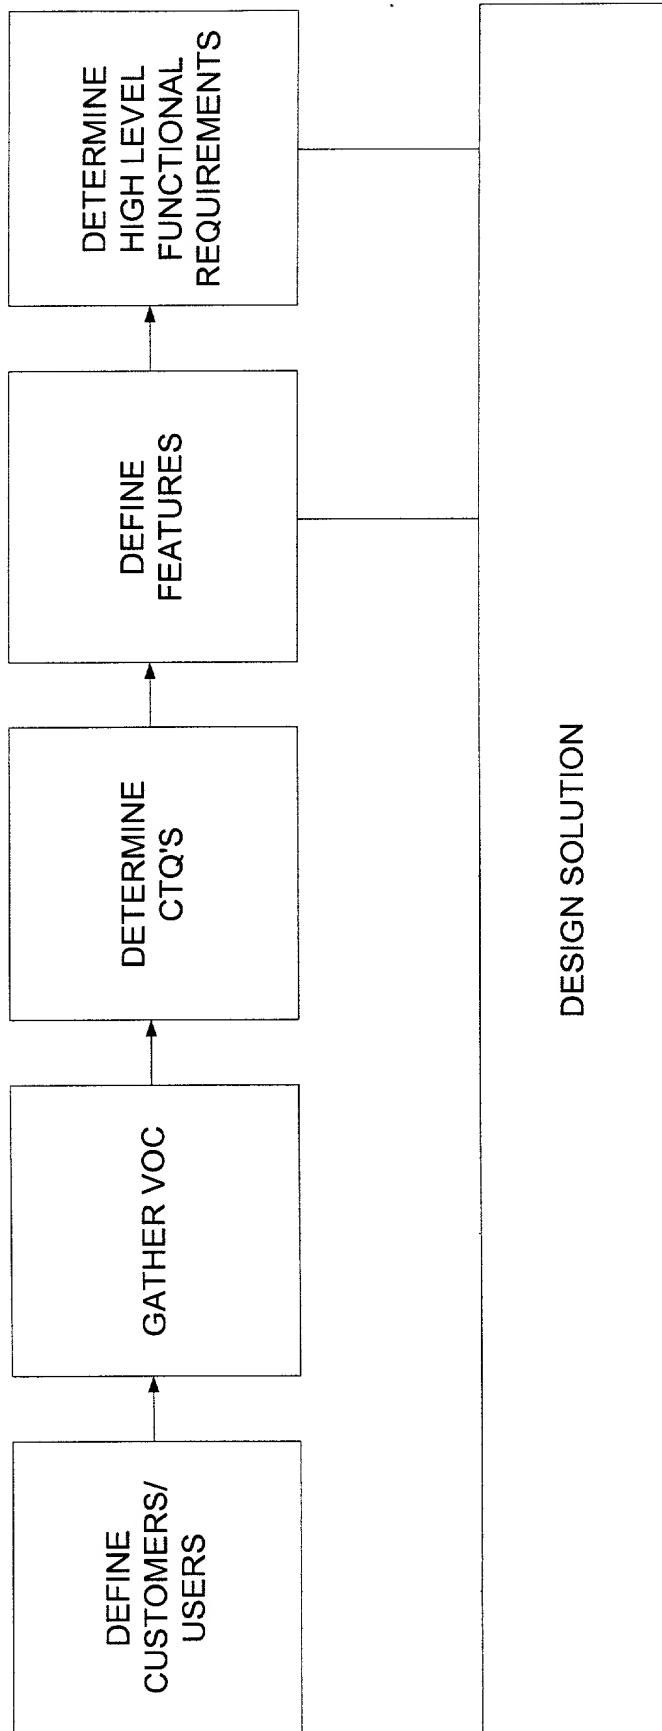 DEFINE
CUSTOMERS/
USERS
GATHER VOC
DETERMINE
CTQ'S
DEFINE
FEATURES
DETERMINE
HIGH LEVEL
FUNCTIONAL
REQUIREMENTS
DESIGN SOLUTION